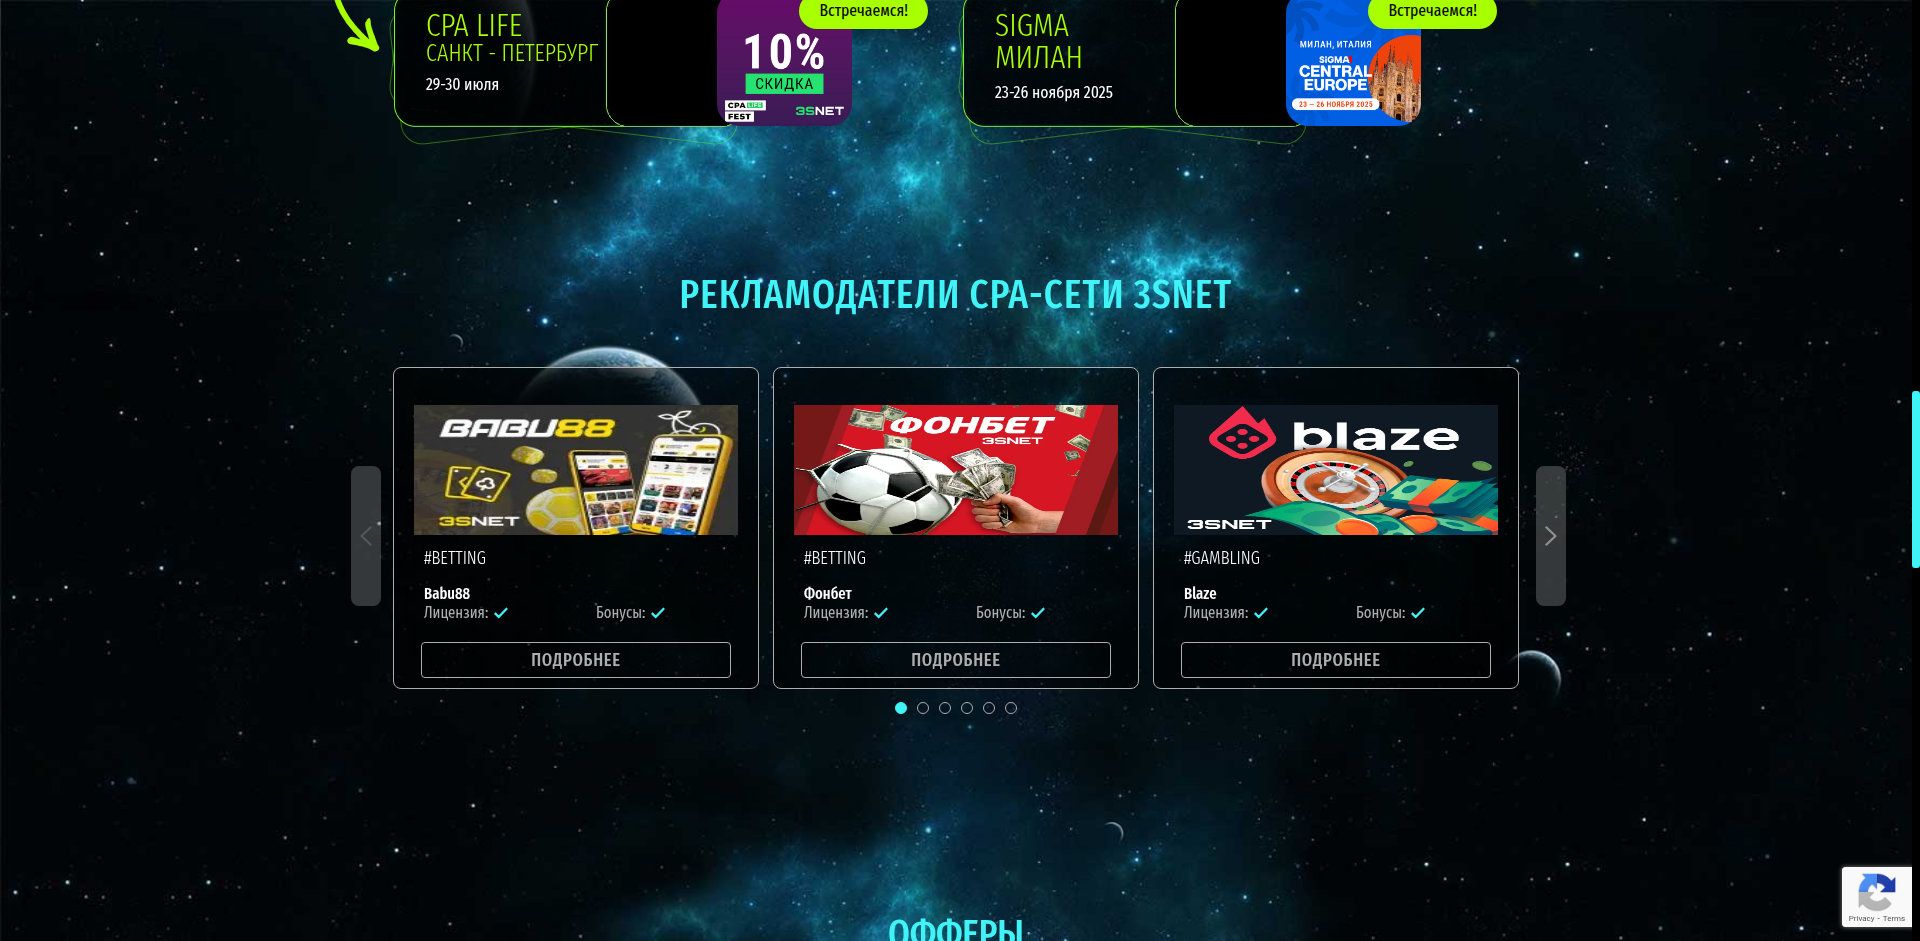 CPA LIFE
САНКТ - ПЕТЕРБУРГ
29-30 июля
Встречаемся!
10%
СКИДКА
CPA LIFE
FEST
3SNET
SIGMA
МИЛАН
23-26 ноября 2025
Встречаемся!
МИЛАН, ИТАЛИЯ
SiGMA
CENTRAL
EUROPE
23 – 26 НОЯБРЯ 2025
РЕКЛАМОДАТЕЛИ CPA-СЕТИ 3SNET
BABU88
3SNET
#BETTING
Babu88
Лицензия:
Бонусы:
ПОДРОБНЕЕ
ФОНБЕТ
3SNET
#BETTING
Фонбет
Лицензия:
Бонусы:
ПОДРОБНЕЕ
blaze
3SNET
#GAMBLING
Blaze
Лицензия:
Бонусы:
ПОДРОБНЕЕ
ОФФЕРЫ
Privacy - Terms